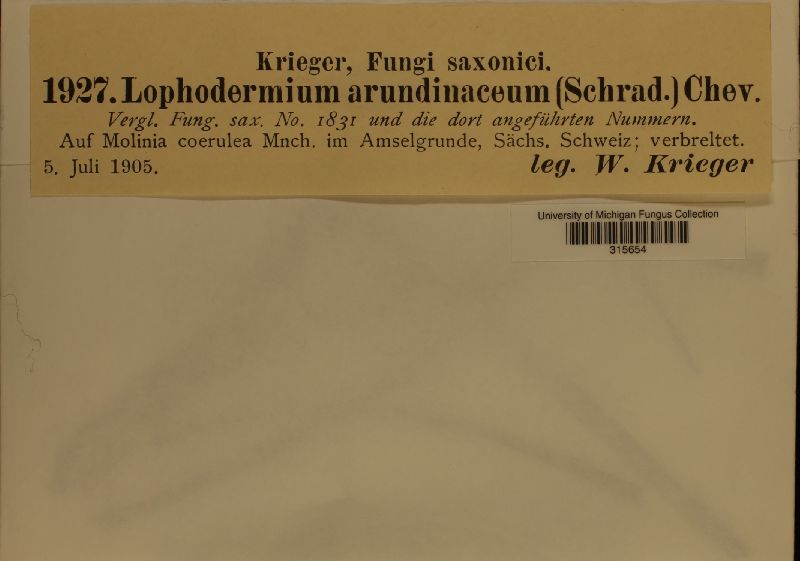 Krieger, Fungi saxonici.
1927. Lophodermium arundinaceum (Schrad.) Chev.
Vergl. Fung. sax. No. 1831 und die dort angeführten Nummern.
Auf Molinia coerulea Mnch. im Amselgrunde, Sächs. Schweiz; verbreitet.
5. Juli 1905.
leg. W. Krieger
University of Michigan Fungus Collection
315654